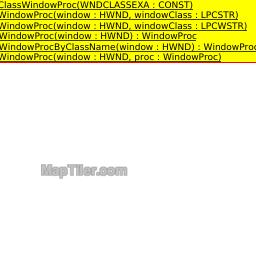 ClassWindowProc(WNDCLASSEXA : CONST)
WindowProc(window : HWND, windowClass : LPCSTR)
WindowProc(window : HWND, windowClass : LPCWSTR)
WindowProc(window : HWND) : WindowProc
WindowProcByClassName(window : HWND) : WindowProc
WindowProc(window : HWND, proc : WindowProc)
MapTiler.com